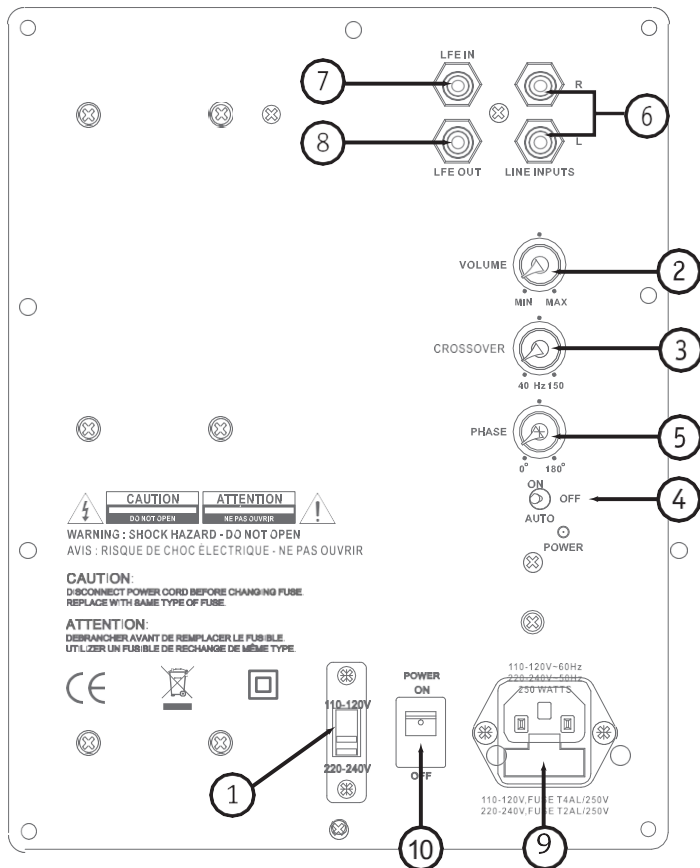 LFE IN
7
R
6
L
8
LFE OUT
LINE INPUTS
VOLUME
2
MIN MAX
CROSSOVER
3
40 Hz 150
PHASE
5
0° 180°
ON
OFF
4
AUTO
POWER
CAUTION
DO NOT OPEN
ATTENTION
NE PAS OUVRIR
WARNING : SHOCK HAZARD - DO NOT OPEN
AVIS : RISQUE DE CHOC ÉLECTRIQUE - NE PAS OUVRIR
CAUTION:
DISCONNECT POWER CORD BEFORE CHANGING FUSE.
REPLACE WITH SAME TYPE OF FUSE.
ATTENTION:
DEBRANCHER AVANT DE REMPLACER LE FUSIBLE.
UTILIZER UN FUSIBLE DE RECHANGE DE MÊME TYPE.
CE
110-120V
220-240V
1
POWER
ON
OFF
10
110-120V~60Hz
220-240V~50Hz
250 WATTS
110-120V,FUSE T4AL/250V
220-240V,FUSE T2AL/250V
9